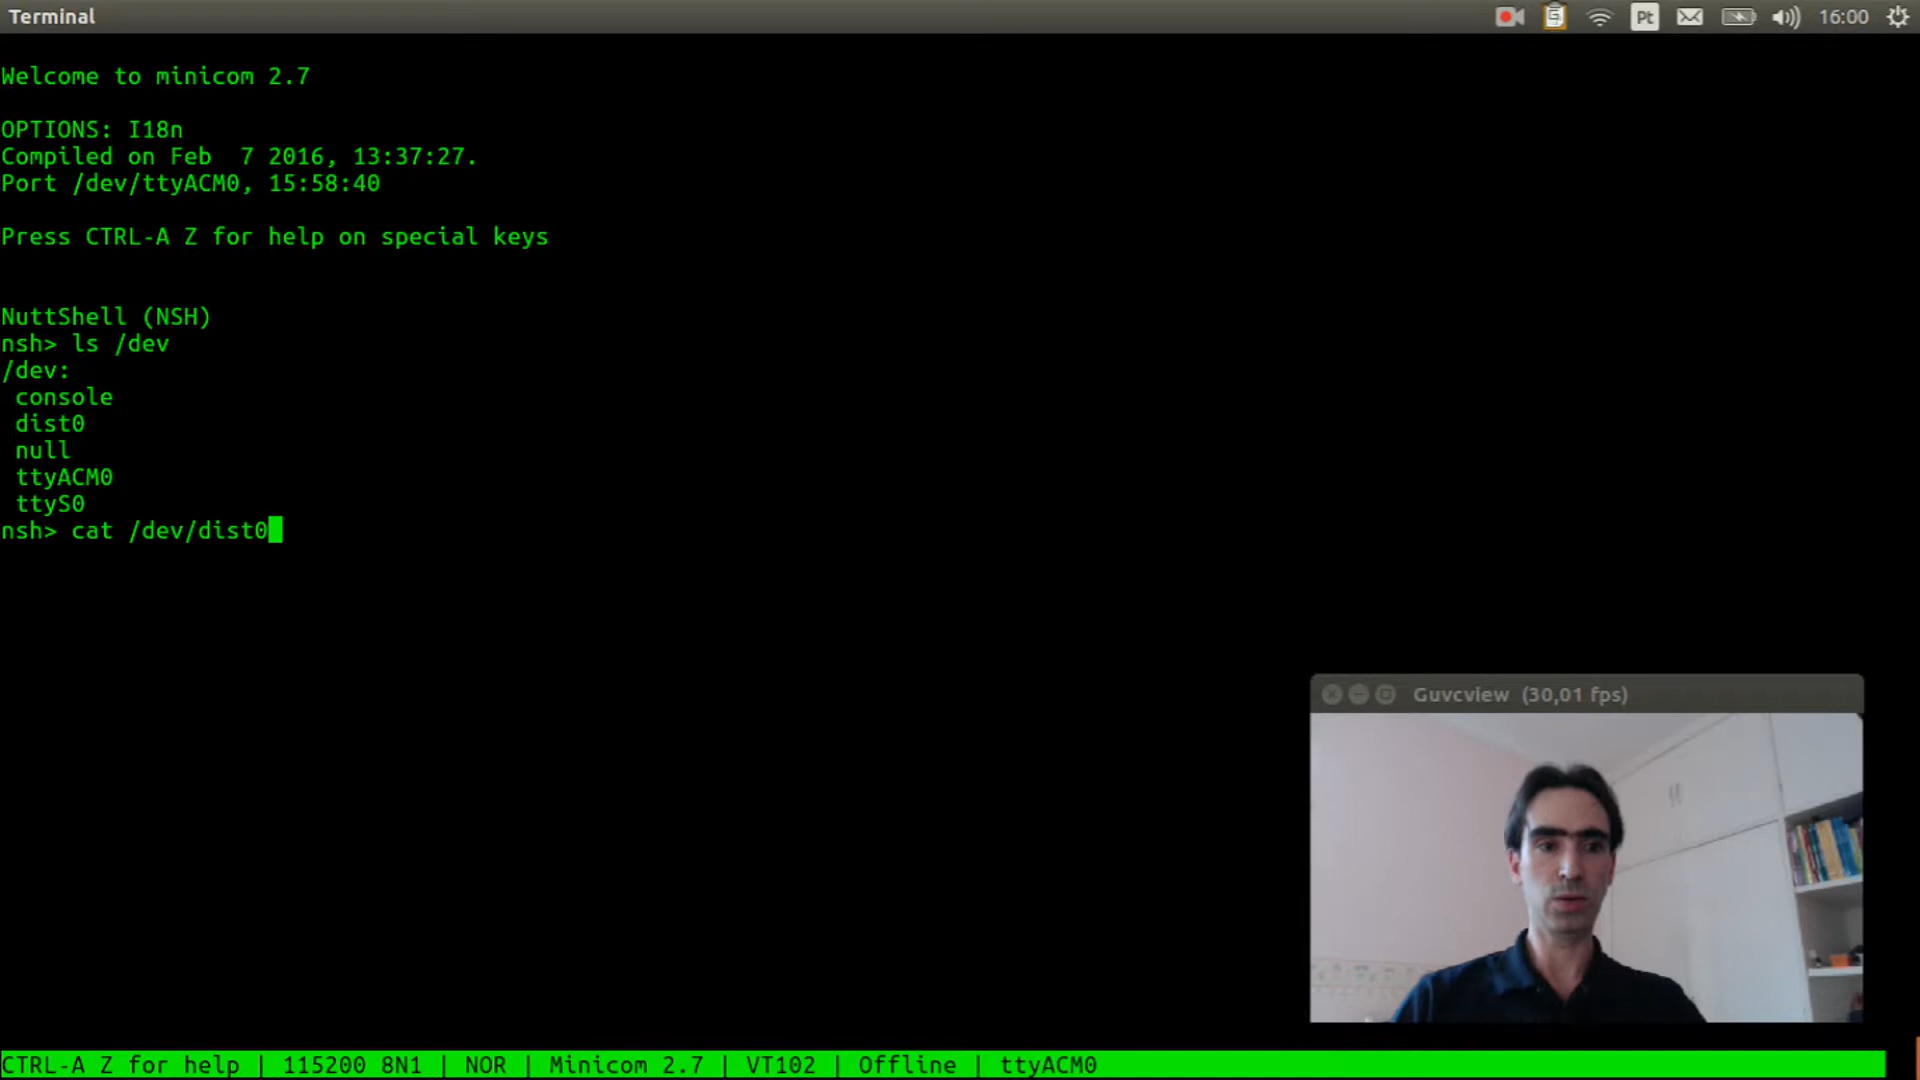 Terminal
Pt
16:00
Welcome to minicom 2.7
OPTIONS: I18n
Compiled on Feb  7 2016, 13:37:27.
Port /dev/ttyACM0, 15:58:40
Press CTRL-A Z for help on special keys
NuttShell (NSH)
nsh> ls /dev
/dev:
console
dist0
null
ttyACM0
ttyS0
nsh> cat /dev/dist0
Guvcview (30,01 fps)
CTRL-A Z for help | 115200 8N1 | NOR | Minicom 2.7 | VT102 | Offline | ttyACM0